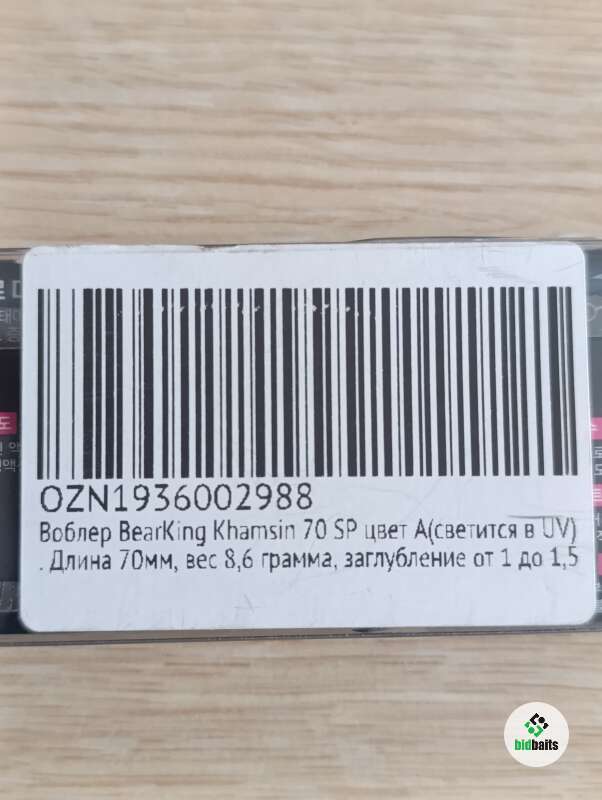 OZN1936002988
Воблер BearKing Khamsin 70 SP цвет A(светится в UV)
. Длина 70мм, вес 8,6 грамма, заглубление от 1 до 1,5
bidbaits